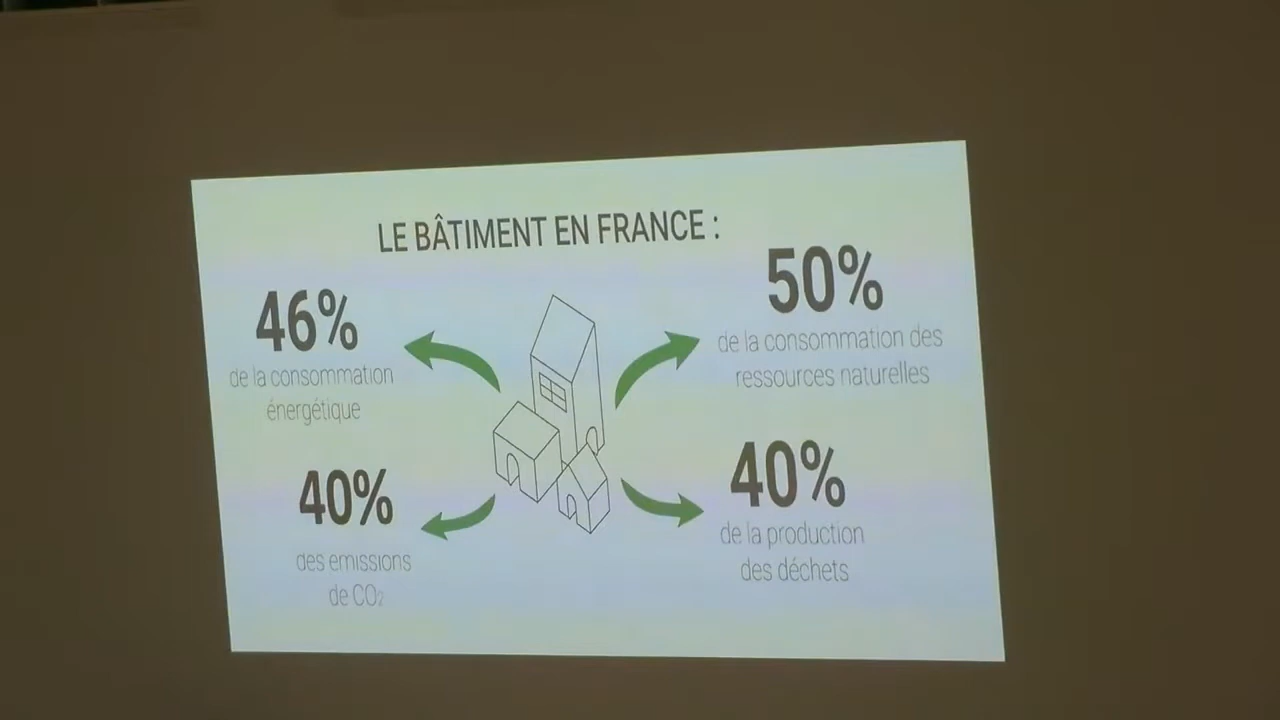 LE BÂTIMENT EN FRANCE :
46%
de la consommation
énergétique
50%
de la consommation des
ressources naturelles
40%
des emissions
de CO₂
40%
de la production
des déchets